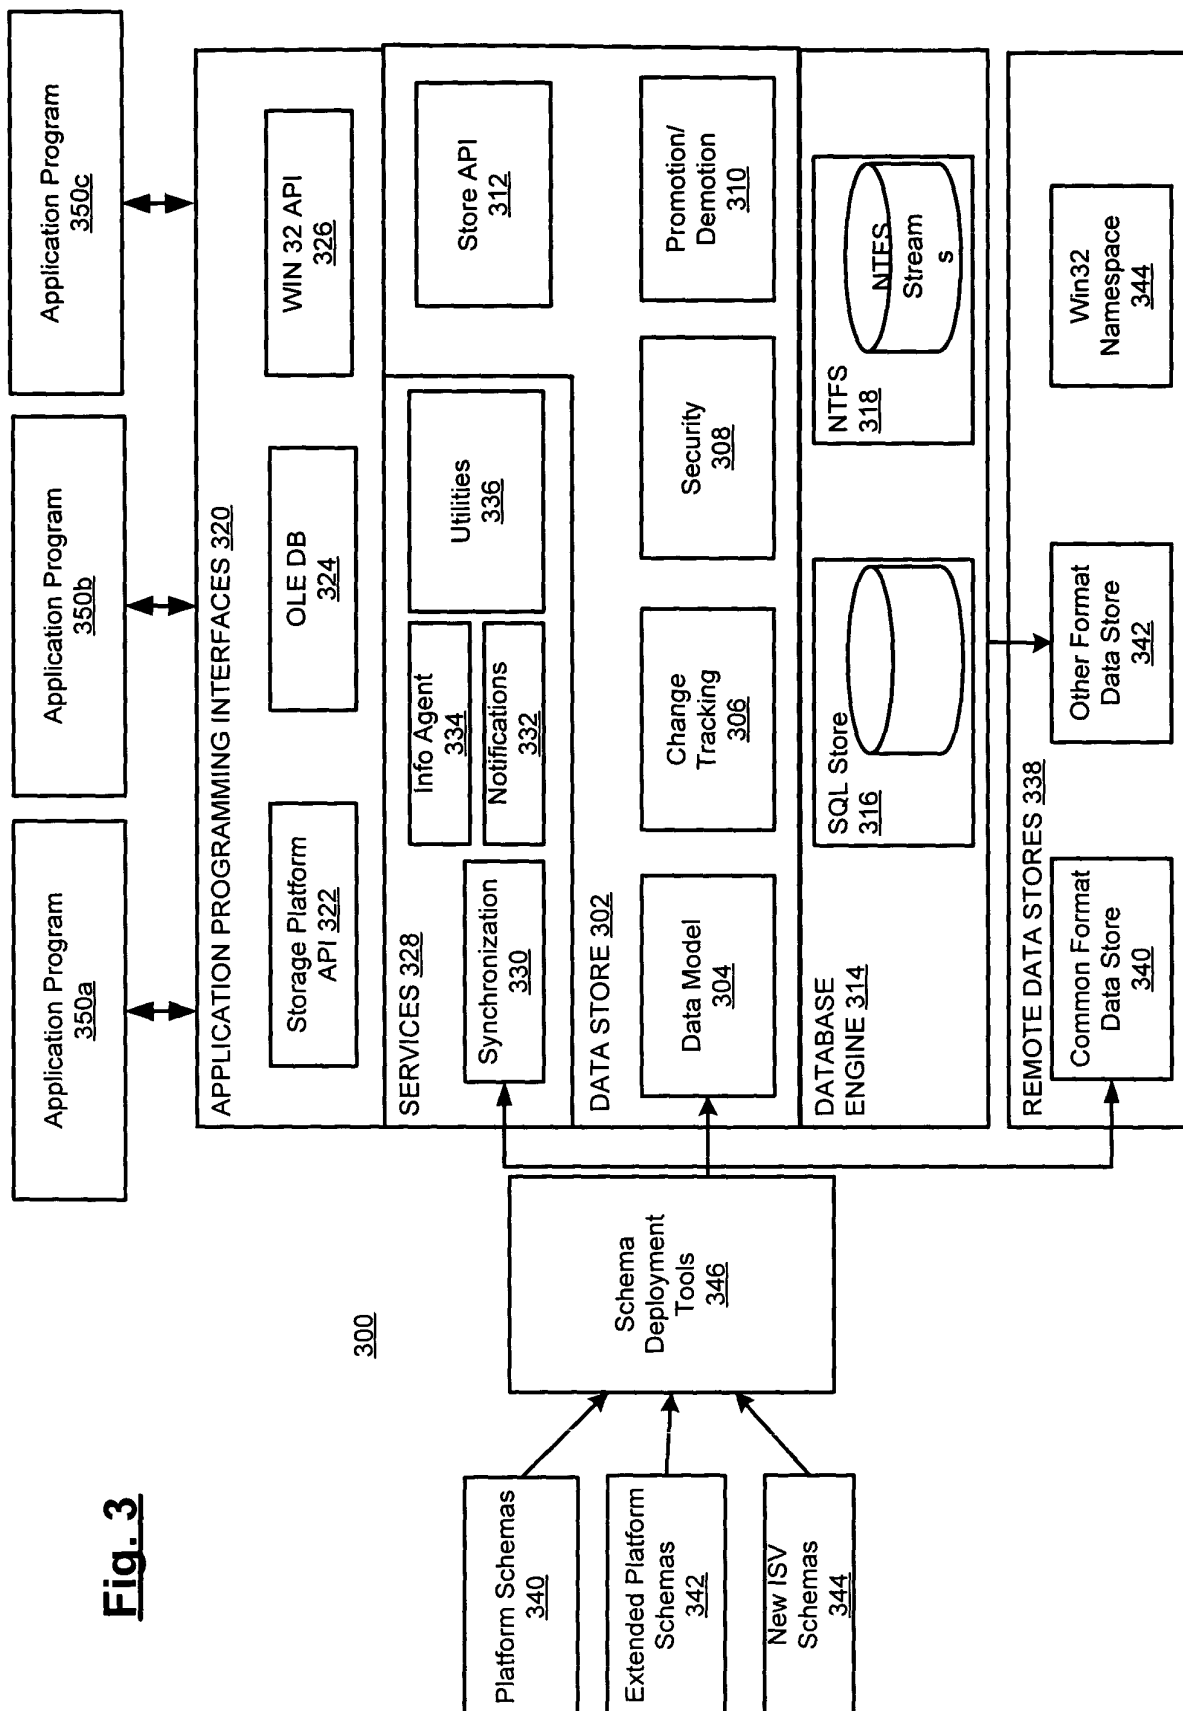 Fig. 3
300
Application Program
350a
Application Program
350b
Application Program
350c
APPLICATION PROGRAMMING INTERFACES 320
Storage Platform
API 322
OLE DB
324
WIN 32 API
326
SERVICES 328
Synchronization
330
Info Agent
334
Notifications
332
Utilities
336
Store API
312
DATA STORE 302
Data Model
304
Change
Tracking
306
Security
308
Promotion/
Demotion
310
DATABASE
ENGINE 314
SQL Store
316
NTFS
318
NTFS
Stream
s
REMOTE DATA STORES 338
Common Format
Data Store
340
Other Format
Data Store
342
Win32
Namespace
344
Schema
Deployment
Tools
346
Platform Schemas
340
Extended Platform
Schemas
342
New ISV
Schemas
344